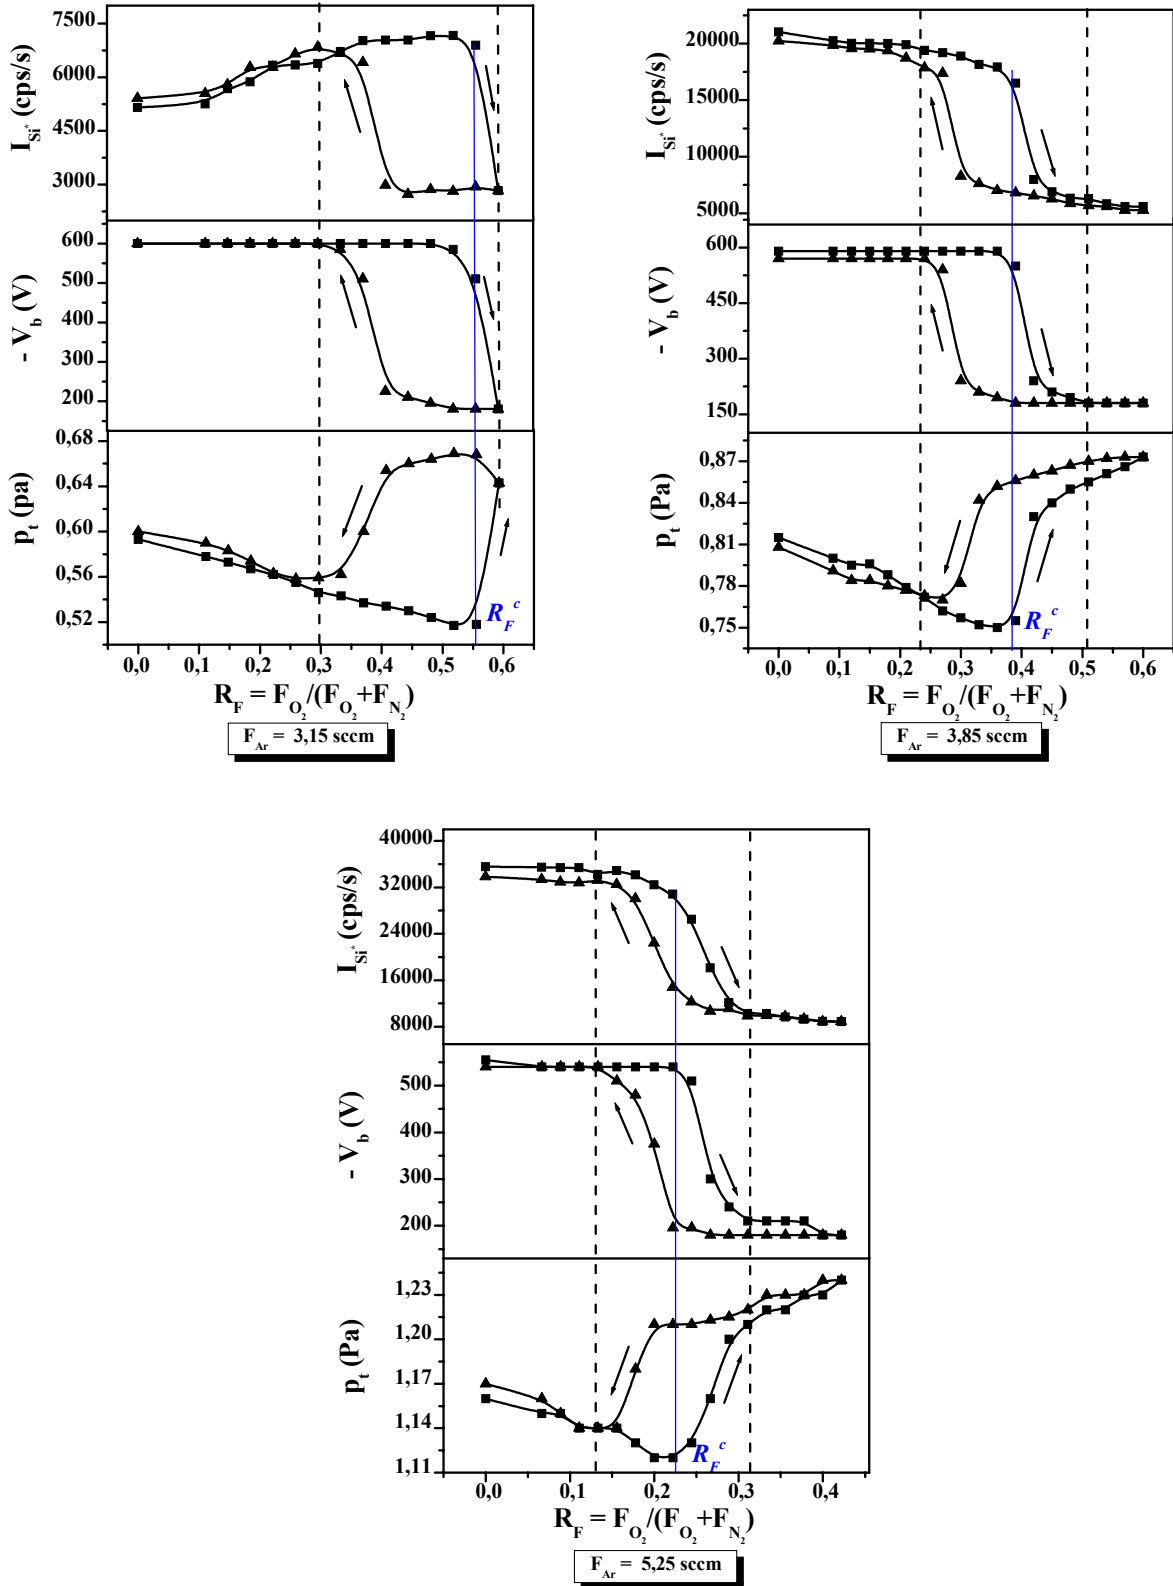 I_Si* (cps/s)
7500
6000
4500
3000
- V_b (V)
600
500
400
300
200
p_t (pa)
0,68
0,64
0,60
0,56
0,52
R_F^c
0,0 0,1 0,2 0,3 0,4 0,5 0,6
R_F = F_O2/(F_O2+F_N2)
F_Ar = 3,15 sccm
I_Si* (cps/s)
20000
15000
10000
5000
- V_b (V)
600
450
300
150
p_t (Pa)
0,87
0,84
0,81
0,78
0,75
R_F^c
0,0 0,1 0,2 0,3 0,4 0,5 0,6
R_F = F_O2/(F_O2+F_N2)
F_Ar = 3,85 sccm
I_Si* (cps/s)
40000
32000
24000
16000
8000
- V_b (V)
500
400
300
200
p_t (Pa)
1,23
1,20
1,17
1,14
1,11
R_F^c
0,0 0,1 0,2 0,3 0,4
R_F = F_O2/(F_O2+F_N2)
F_Ar = 5,25 sccm